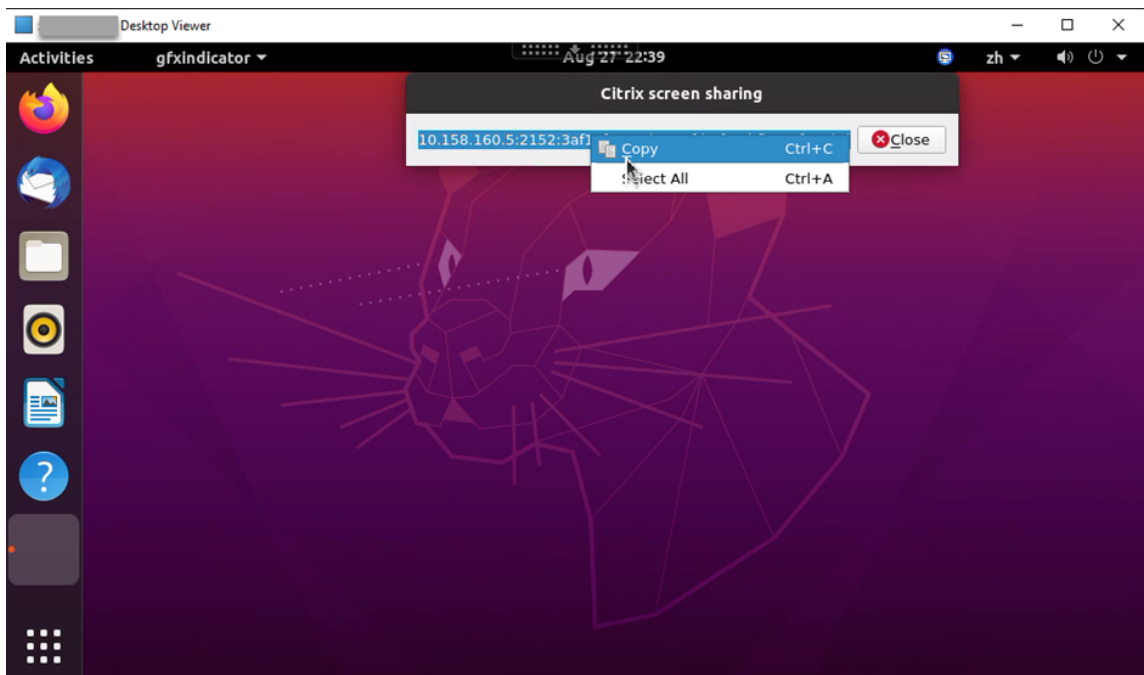 Desktop Viewer
Activities gfxindicator Aug 27 22:39 zh
Citrix screen sharing
10.158.160.5:2152:3af1
Close
Copy Ctrl+C
Select All Ctrl+A